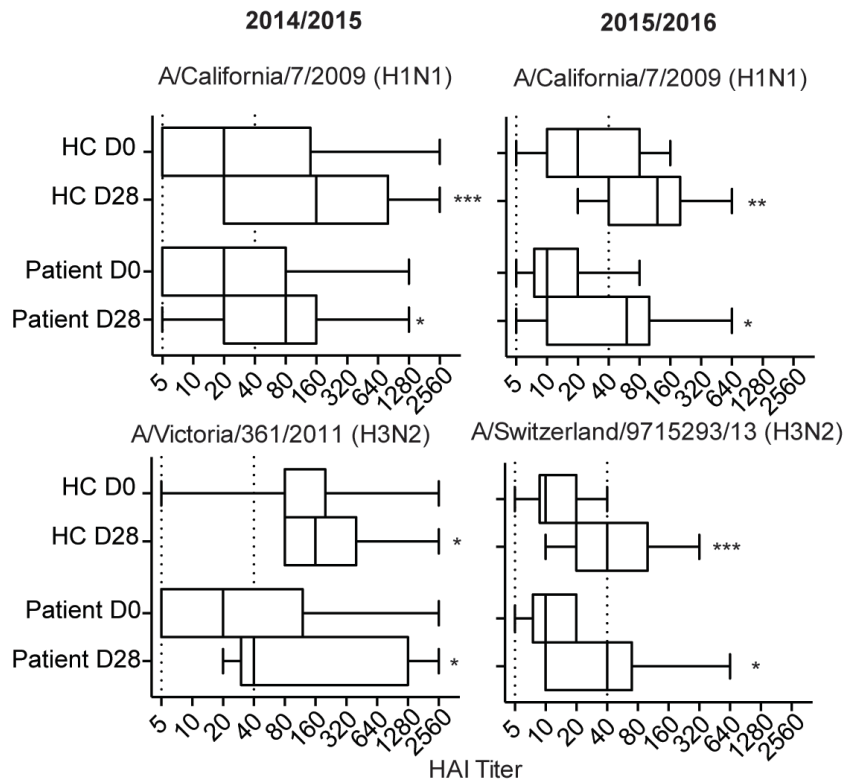 2014/2015
2015/2016
A/California/7/2009 (H1N1)
A/California/7/2009 (H1N1)
HC D0
HC D28
***
**
Patient D0
Patient D28
*
*
5 10 20 40 80 160 320 640 1280 2560
5 10 20 40 80 160 320 640 1280 2560
A/Victoria/361/2011 (H3N2)
A/Switzerland/9715293/13 (H3N2)
HC D0
HC D28
*
***
Patient D0
Patient D28
*
*
5 10 20 40 80 160 320 640 1280 2560
5 10 20 40 80 160 320 640 1280 2560
HAI Titer